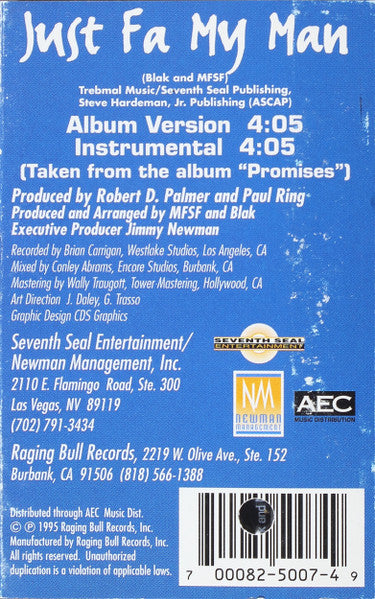 Just Fa My Man
(Blak and MFSF)
Trebmal Music/Seventh Seal Publishing,
Steve Hardeman, Jr. Publishing (ASCAP)
Album Version 4:05
Instrumental 4:05
(Taken from the album “Promises”)
Produced by Robert D. Palmer and Paul Ring
Produced and Arranged by MFSF and Blak
Executive Producer Jimmy Newman
Recorded by Brian Carrigan, Westlake Studios, Los Angeles, CA
Mixed by Conley Abrams, Encore Studios, Burbank, CA
Mastering by Wally Traugott, Tower Mastering, Hollywood, CA
Art Direction J. Daley, G. Trasso
Graphic Design CDS Graphics
Seventh Seal Entertainment/
Newman Management, Inc.
2110 E. Flamingo Road, Ste. 300
Las Vegas, NV 89119
(702) 791-3434
SEVENTH SEAL
ENTERTAINMENT
NM
NEWMAN
MANAGEMENT
AEC
MUSIC DISTRIBUTION
Raging Bull Records, 2219 W. Olive Ave., Ste. 152
Burbank, CA 91506 (818) 566-1388
Distributed through AEC Music Dist.
© ℗ 1995 Raging Bull Records, Inc.
Manufactured by Raging Bull Records, Inc.
All rights reserved. Unauthorized
duplication is a violation of applicable laws.
7 00082-5007-4 9